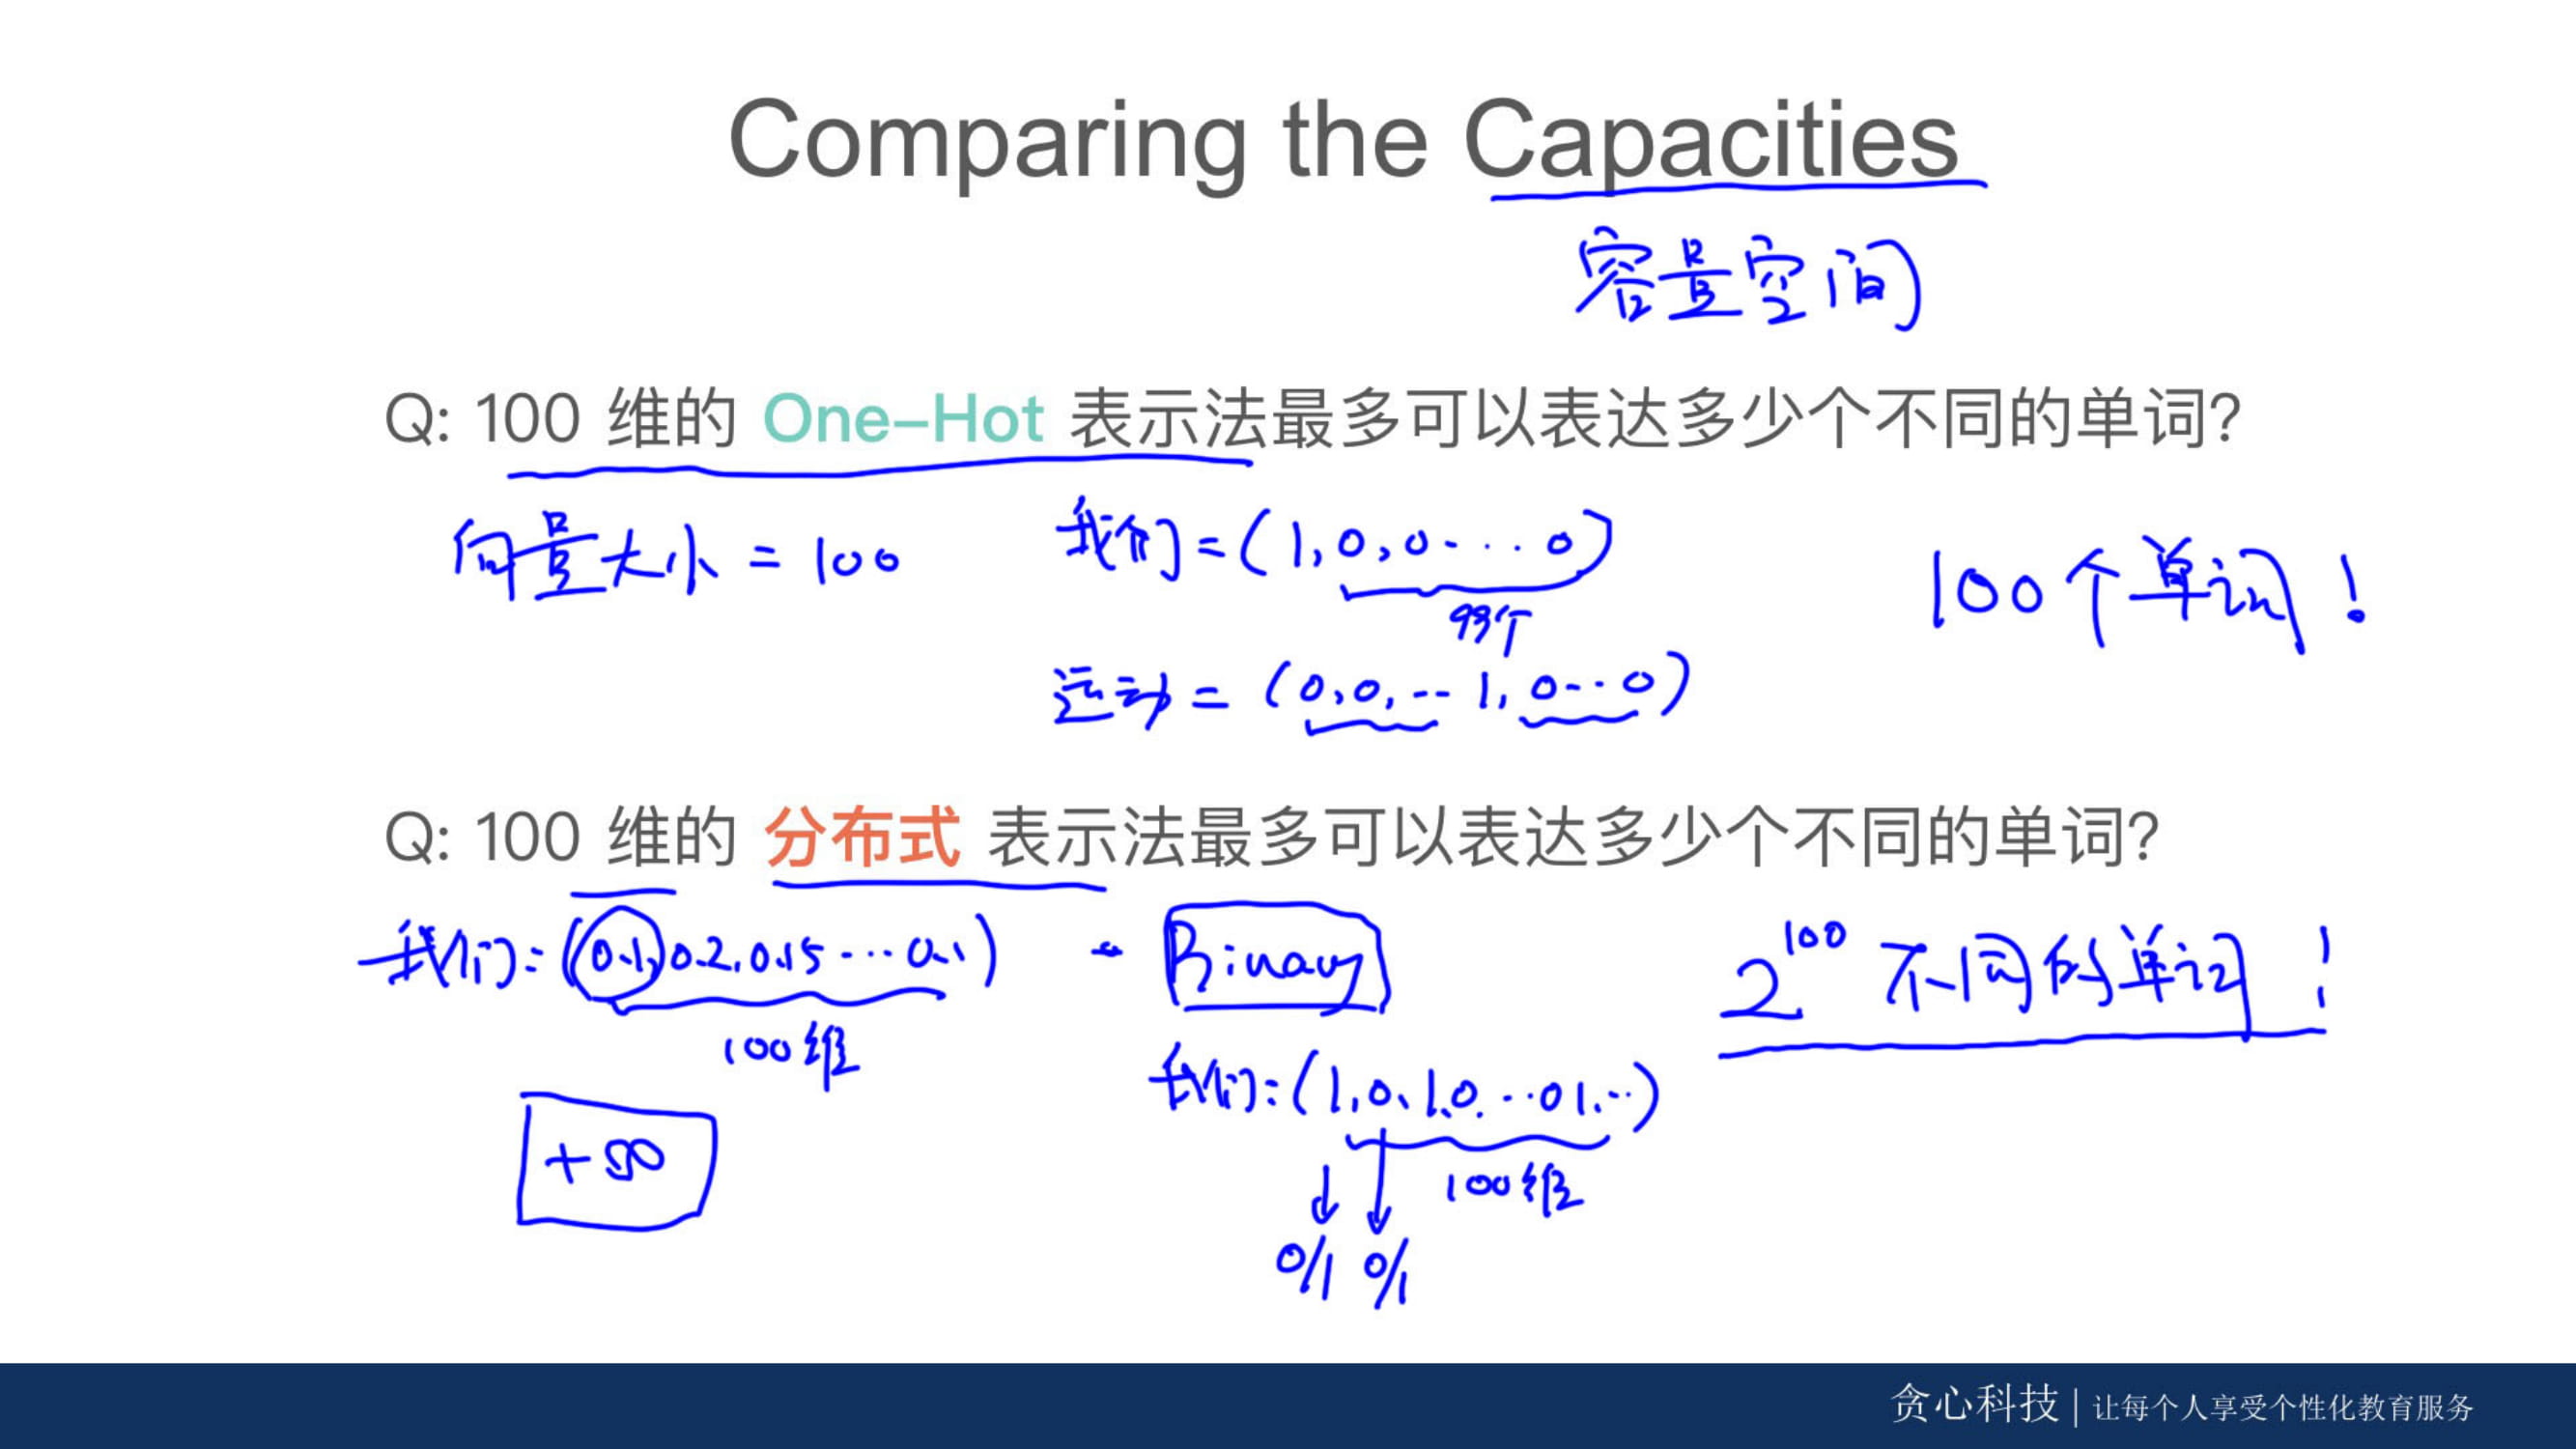 Comparing the Capacities
容量空间
Q: 100 维的 One-Hot 表示法最多可以表达多少个不同的单词?
向量大小 = 100
我们 = (1, 0, 0 ... 0)
99个
100个单词!
运动 = (0, 0, -- 1, 0--0)
Q: 100 维的 分布式 表示法最多可以表达多少个不同的单词?
我们: (0.1, 0.2, 0.15 ... 0.1)
100维
+∞
- Binary
我们: (1, 0, 1, 0, ... 0 1, ...)
100维
0/1 0/1
2^100 不同的单词!
贪心科技 | 让每个人享受个性化教育服务